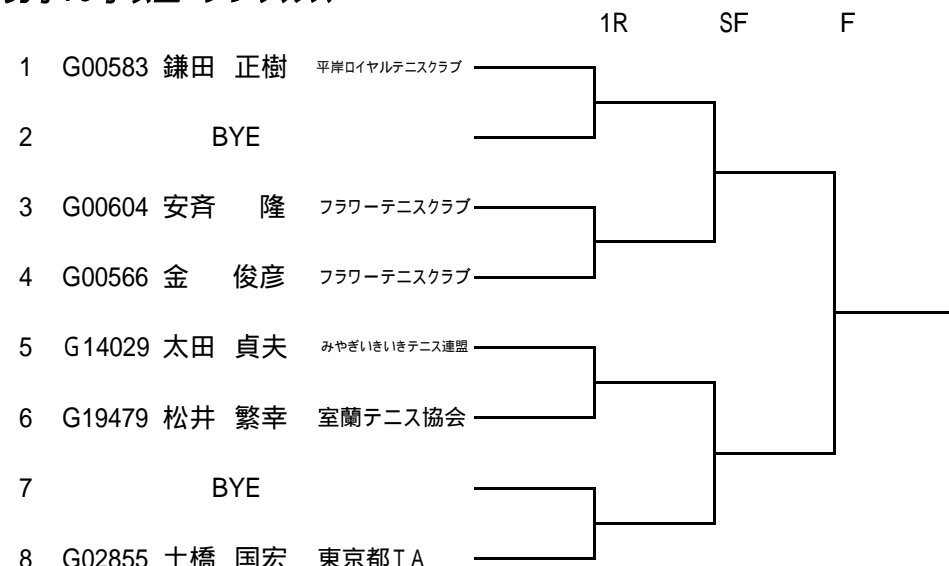 1R SF F
1 G00583 鎌田 正樹 平岸ロイヤルテニスクラブ
2 BYE
3 G00604 安斉 隆 フラワーテニスクラブ
4 G00566 金 俊彦 フラワーテニスクラブ
5 G14029 太田 貞夫 みやぎいきいきテニス連盟
6 G19479 松井 繁幸 室蘭テニス協会
7 BYE
8 G02855 土橋 国宏 東京都TA